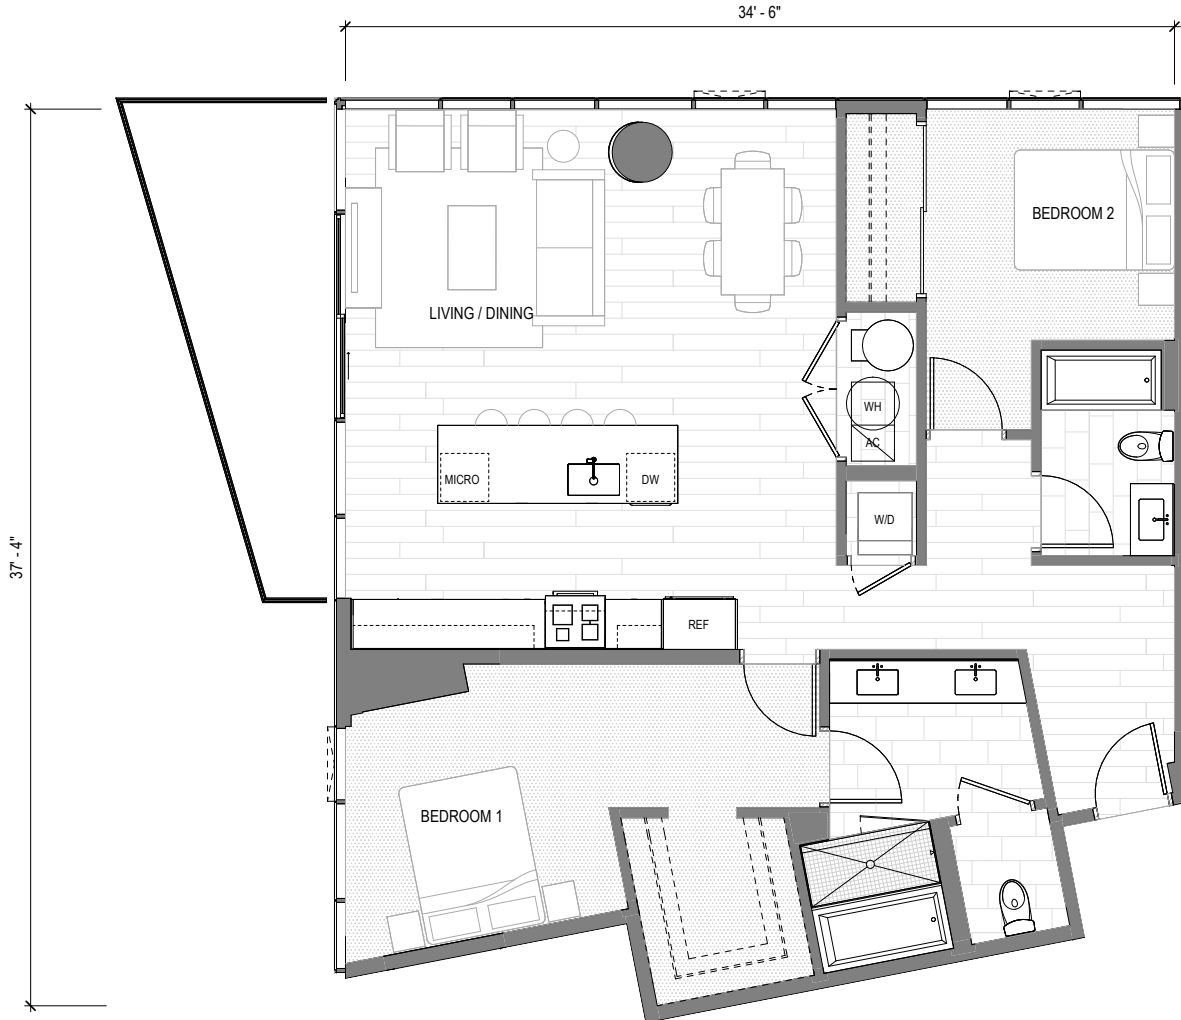 34' - 6"
BEDROOM 2
LIVING / DINING
WH
AC
MICRO
DW
W/D
37' - 4"
REF
BEDROOM 1